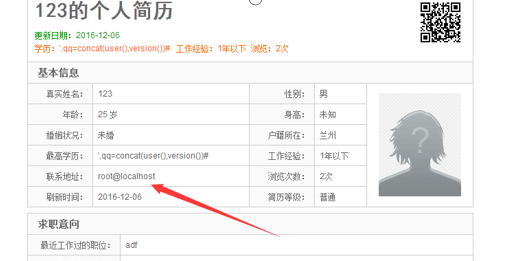 123的个人简历
更新日期：2016-12-06
学历：',qq=concat(user(),version())# 工作经验：1年以下 浏览：2次
基本信息
真实姓名： 123 性别： 男
年龄： 25 岁 身高： 未知
婚姻状况： 未婚 户籍所在： 兰州
最高学历： ',qq=concat(user(),version())# 工作经验： 1年以下
联系地址： root@localhost 浏览次数： 2次
刷新时间： 2016-12-06 简历等级： 普通
求职意向
最近工作过的职位： adf